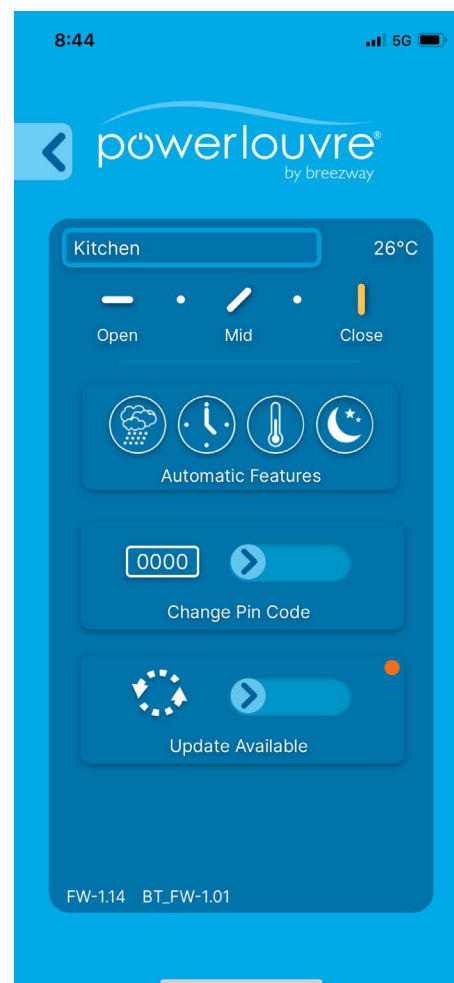 8:44
5G
powerlouvre®
by breezway
Kitchen
26°C
Open Mid Close
Automatic Features
0000
Change Pin Code
Update Available
FW-1.14 BT_FW-1.01